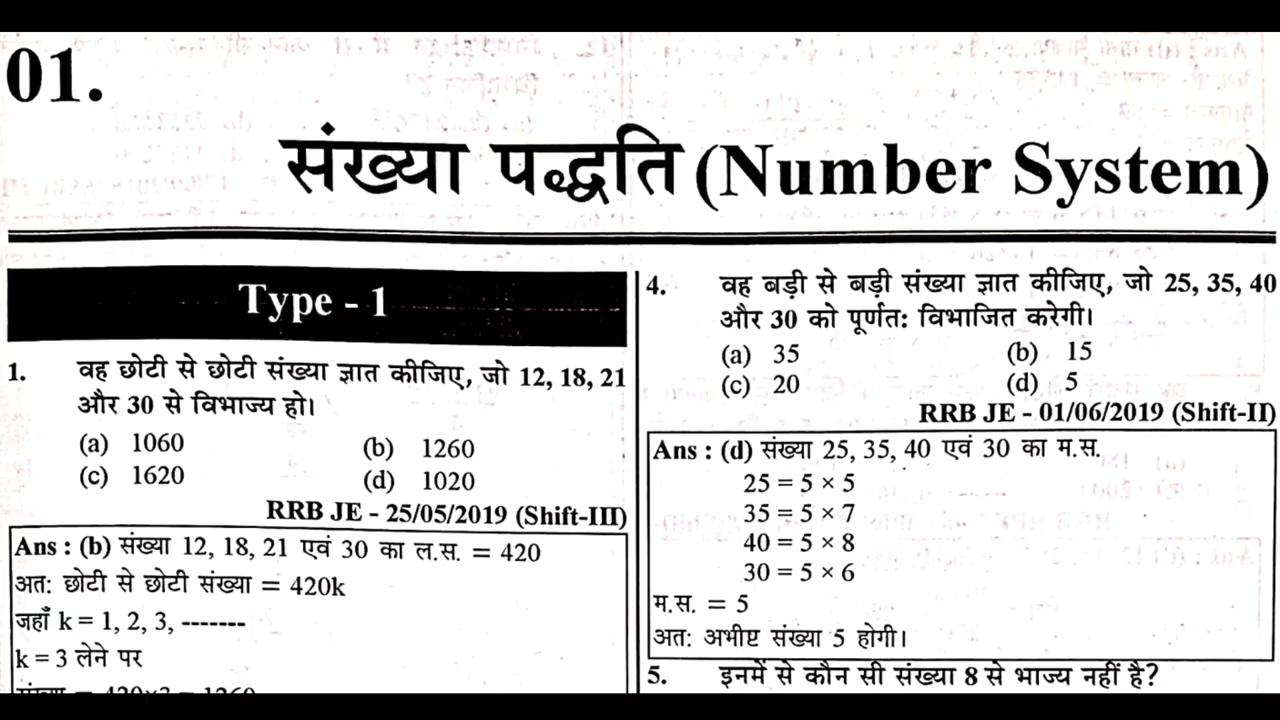 01.
संख्या पद्धति (Number System)
Type - 1
1. वह छोटी से छोटी संख्या ज्ञात कीजिए, जो 12, 18, 21
और 30 से विभाज्य हो।
(a) 1060 (b) 1260
(c) 1620 (d) 1020
RRB JE - 25/05/2019 (Shift-III)
Ans : (b) संख्या 12, 18, 21 एवं 30 का ल.स. = 420
अत: छोटी से छोटी संख्या = 420k
जहाँ k = 1, 2, 3, -------
k = 3 लेने पर
संख्या = 420×3 = 1260
4. वह बड़ी से बड़ी संख्या ज्ञात कीजिए, जो 25, 35, 40
और 30 को पूर्णत: विभाजित करेगी।
(a) 35 (b) 15
(c) 20 (d) 5
RRB JE - 01/06/2019 (Shift-II)
Ans : (d) संख्या 25, 35, 40 एवं 30 का म.स.
25 = 5 × 5
35 = 5 × 7
40 = 5 × 8
30 = 5 × 6
म.स. = 5
अत: अभीष्ट संख्या 5 होगी।
5. इनमें से कौन सी संख्या 8 से भाज्य नहीं है?